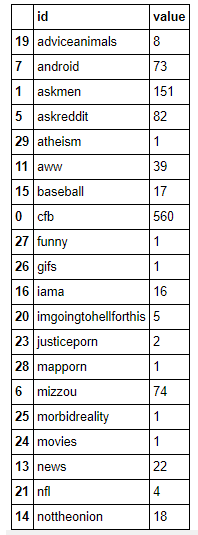 id value
19 adviceanimals 8
7 android 73
1 askmen 151
5 askreddit 82
29 atheism 1
11 aww 39
15 baseball 17
0 cfb 560
27 funny 1
26 gifs 1
16 iama 16
20 imgoingtohellforthis 5
23 justiceporn 2
28 mapporn 1
6 mizzou 74
25 morbidreality 1
24 movies 1
13 news 22
21 nfl 4
14 nottheonion 18